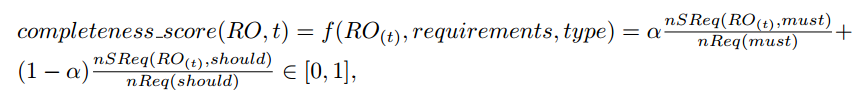 completeness_score(RO, t) = f(RO_(t), requirements, type) = α nSReq(RO_(t),must)/nReq(must) +
(1 − α) nSReq(RO_(t),should)/nReq(should) ∈ [0, 1],